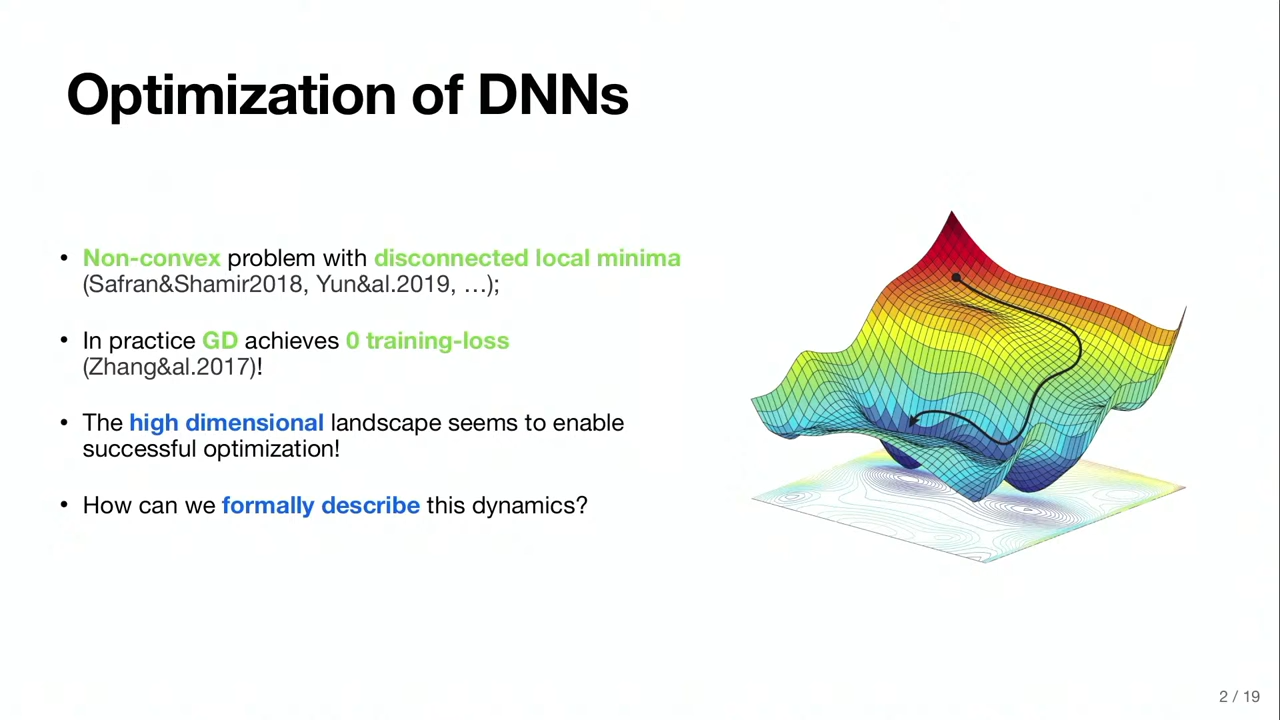 Optimization of DNNs
• Non-convex problem with disconnected local minima
(Safran&Shamir2018, Yun&al.2019, …);
• In practice GD achieves 0 training-loss
(Zhang&al.2017)!
• The high dimensional landscape seems to enable
successful optimization!
• How can we formally describe this dynamics?
2 / 19